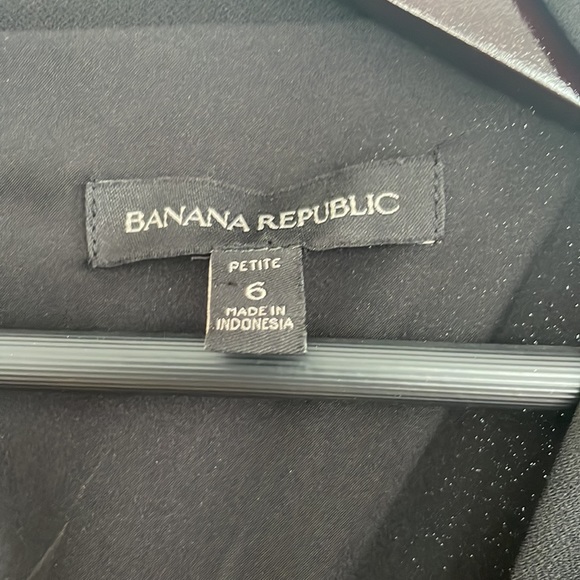 BANANA REPUBLIC
PETITE
6
MADE IN
INDONESIA